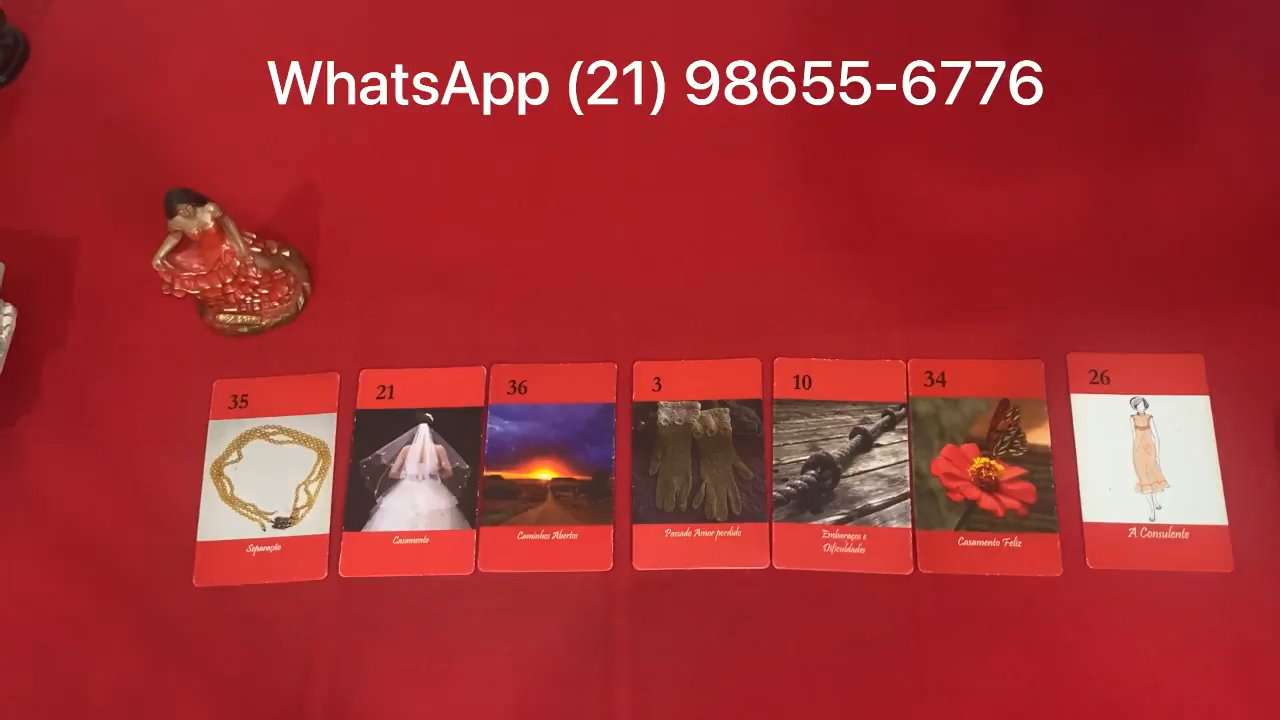 WhatsApp (21) 98655-6776
35
Separação
21
Casamento
36
Caminhos Abertos
3
Passado Amor perdido
10
Embaraços e
Dificuldades
34
Casamento Feliz
26
A Consulente